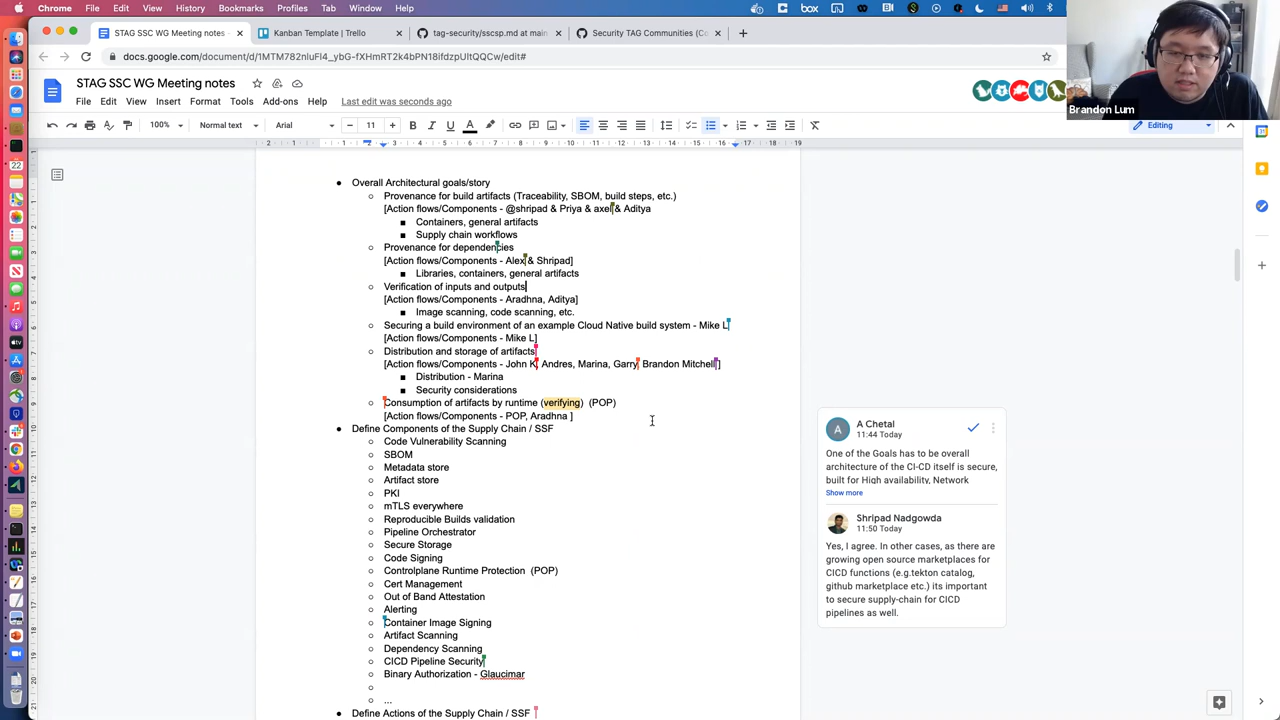 Chrome File Edit View History Bookmarks Profiles Tab Window Help
box
STAG SSC WG Meeting notes
Kanban Template | Trello
tag-security/sscsp.md at main
Security TAG Communities (Co
STAG SSC WG Meeting notes
File Edit View Insert Format Tools Add-ons Help Last edit was seconds ago
Brandon Lum
100% Normal text Arial 11 Editing
Overall Architectural goals/story
Provenance for build artifacts (Traceability, SBOM, build steps, etc.)
[Action flows/Components - @shripad & Priya & axel & Aditya
Containers, general artifacts
Supply chain workflows
Provenance for dependencies
[Action flows/Components - Alex & Shripad]
Libraries, containers, general artifacts
Verification of inputs and outputs
[Action flows/Components - Aradhna, Aditya]
Image scanning, code scanning, etc.
Securing a build environment of an example Cloud Native build system - Mike L
[Action flows/Components - Mike L]
Distribution and storage of artifacts
[Action flows/Components - John K, Andres, Marina, Garry Brandon Mitchell]
Distribution - Marina
Security considerations
Consumption of artifacts by runtime (verifying) (POP)
[Action flows/Components - POP, Aradhna ]
Define Components of the Supply Chain / SSF
Code Vulnerability Scanning
SBOM
Metadata store
Artifact store
PKI
mTLS everywhere
Reproducible Builds validation
Pipeline Orchestrator
Secure Storage
Code Signing
Controlplane Runtime Protection (POP)
Cert Management
Out of Band Attestation
Alerting
Container Image Signing
Artifact Scanning
Dependency Scanning
CICD Pipeline Security
Binary Authorization - Glaucimar
...
Define Actions of the Supply Chain / SSF
A Chetal
11:44 Today
One of the Goals has to be overall
architecture of the CI-CD itself is secure,
built for High availability, Network
Show more
Shripad Nadgowda
11:50 Today
Yes, I agree. In other cases, as there are
growing open source marketplaces for
CICD functions (e.g.tekton catalog,
github marketplace etc.) its important
to secure supply-chain for CICD
pipelines as well.